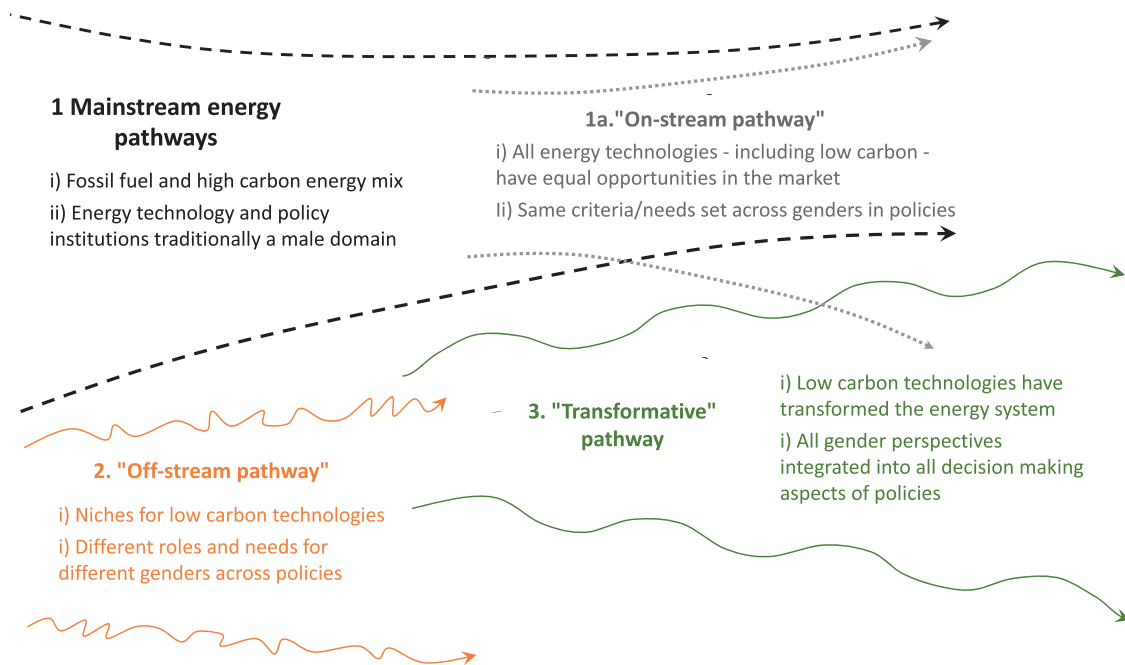 1 Mainstream energy
pathways
i) Fossil fuel and high carbon energy mix
ii) Energy technology and policy
institutions traditionally a male domain
1a."On-stream pathway"
i) All energy technologies - including low carbon -
have equal opportunities in the market
Ii) Same criteria/needs set across genders in policies
2. "Off-stream pathway"
i) Niches for low carbon technologies
i) Different roles and needs for
different genders across policies
3. "Transformative"
pathway
i) Low carbon technologies have
transformed the energy system
i) All gender perspectives
integrated into all decision making
aspects of policies